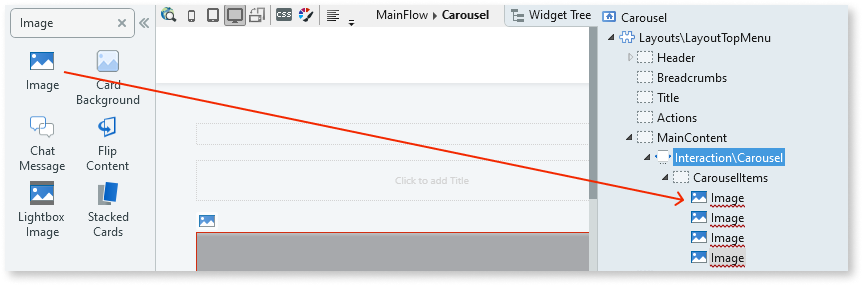 Image
Image
Card
Background
Chat
Message
Flip
Content
Lightbox
Image
Stacked
Cards
CSS
MainFlow Carousel
Click to add Title
Widget Tree
Carousel
Layouts\LayoutTopMenu
Header
Breadcrumbs
Title
Actions
MainContent
Interaction\Carousel
CarouselItems
Image
Image
Image
Image